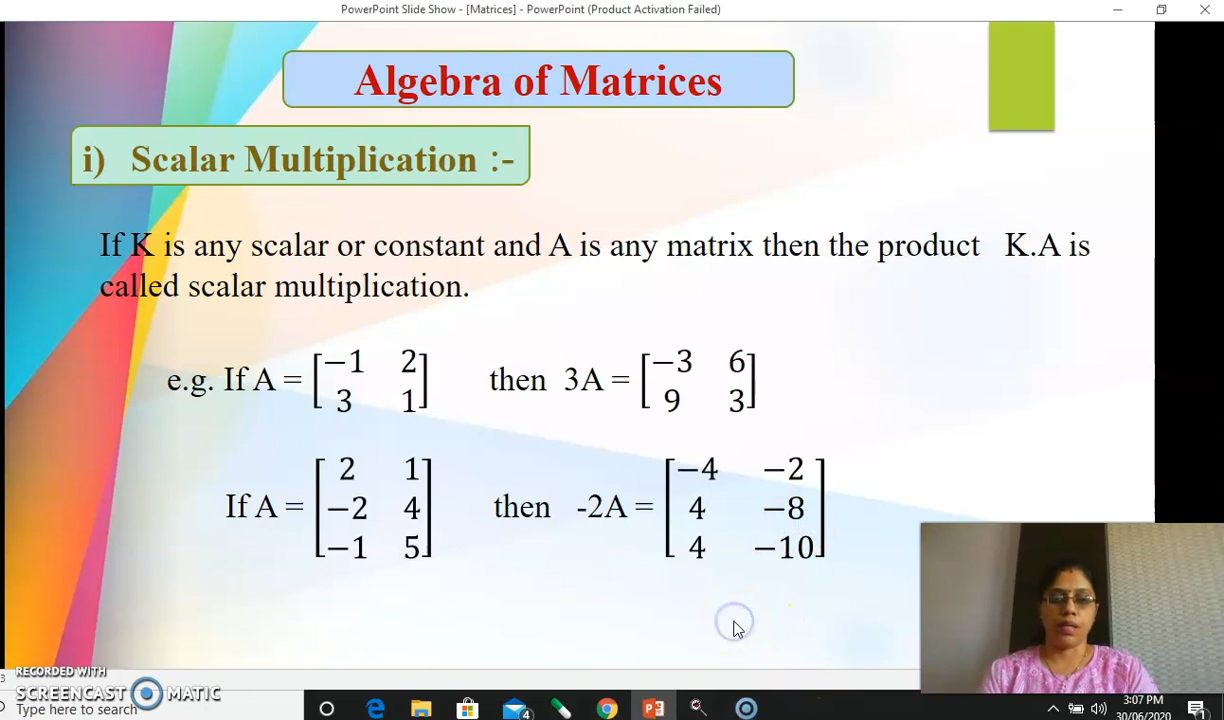 PowerPoint Slide Show - [Matrices] - PowerPoint (Product Activation Failed)
Algebra of Matrices
i) Scalar Multiplication :-
If K is any scalar or constant and A is any matrix then the product K.A is
called scalar multiplication.
e.g. If A = [−1 2; 3 1] then 3A = [−3 6; 9 3]
If A = [2 1; −2 4; −1 5] then -2A = [−4 −2; 4 −8; 4 −10]
3
RECORDED WITH
SCREENCAST MATIC
Type here to search
4
3:07 PM
30/06/2020
1